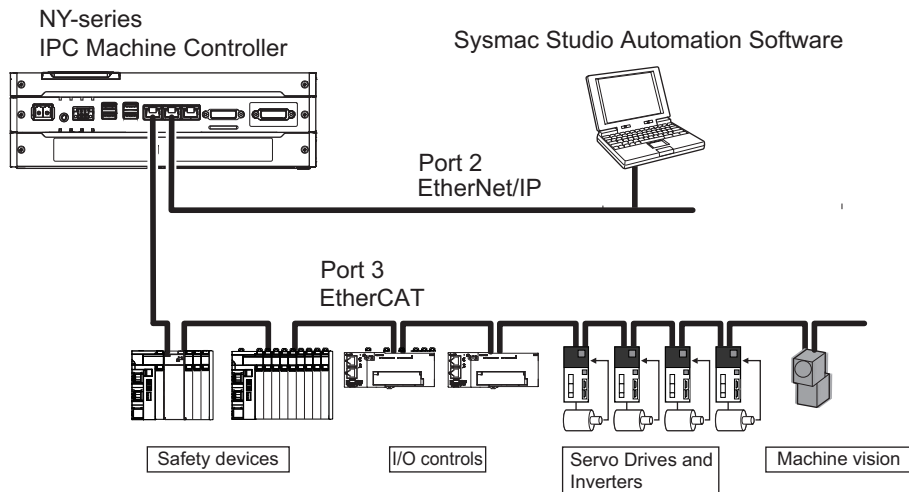 NY-series
IPC Machine Controller
Sysmac Studio Automation Software
Port 2
EtherNet/IP
Port 3
EtherCAT
Safety devices
I/O controls
Servo Drives and
Inverters
Machine vision